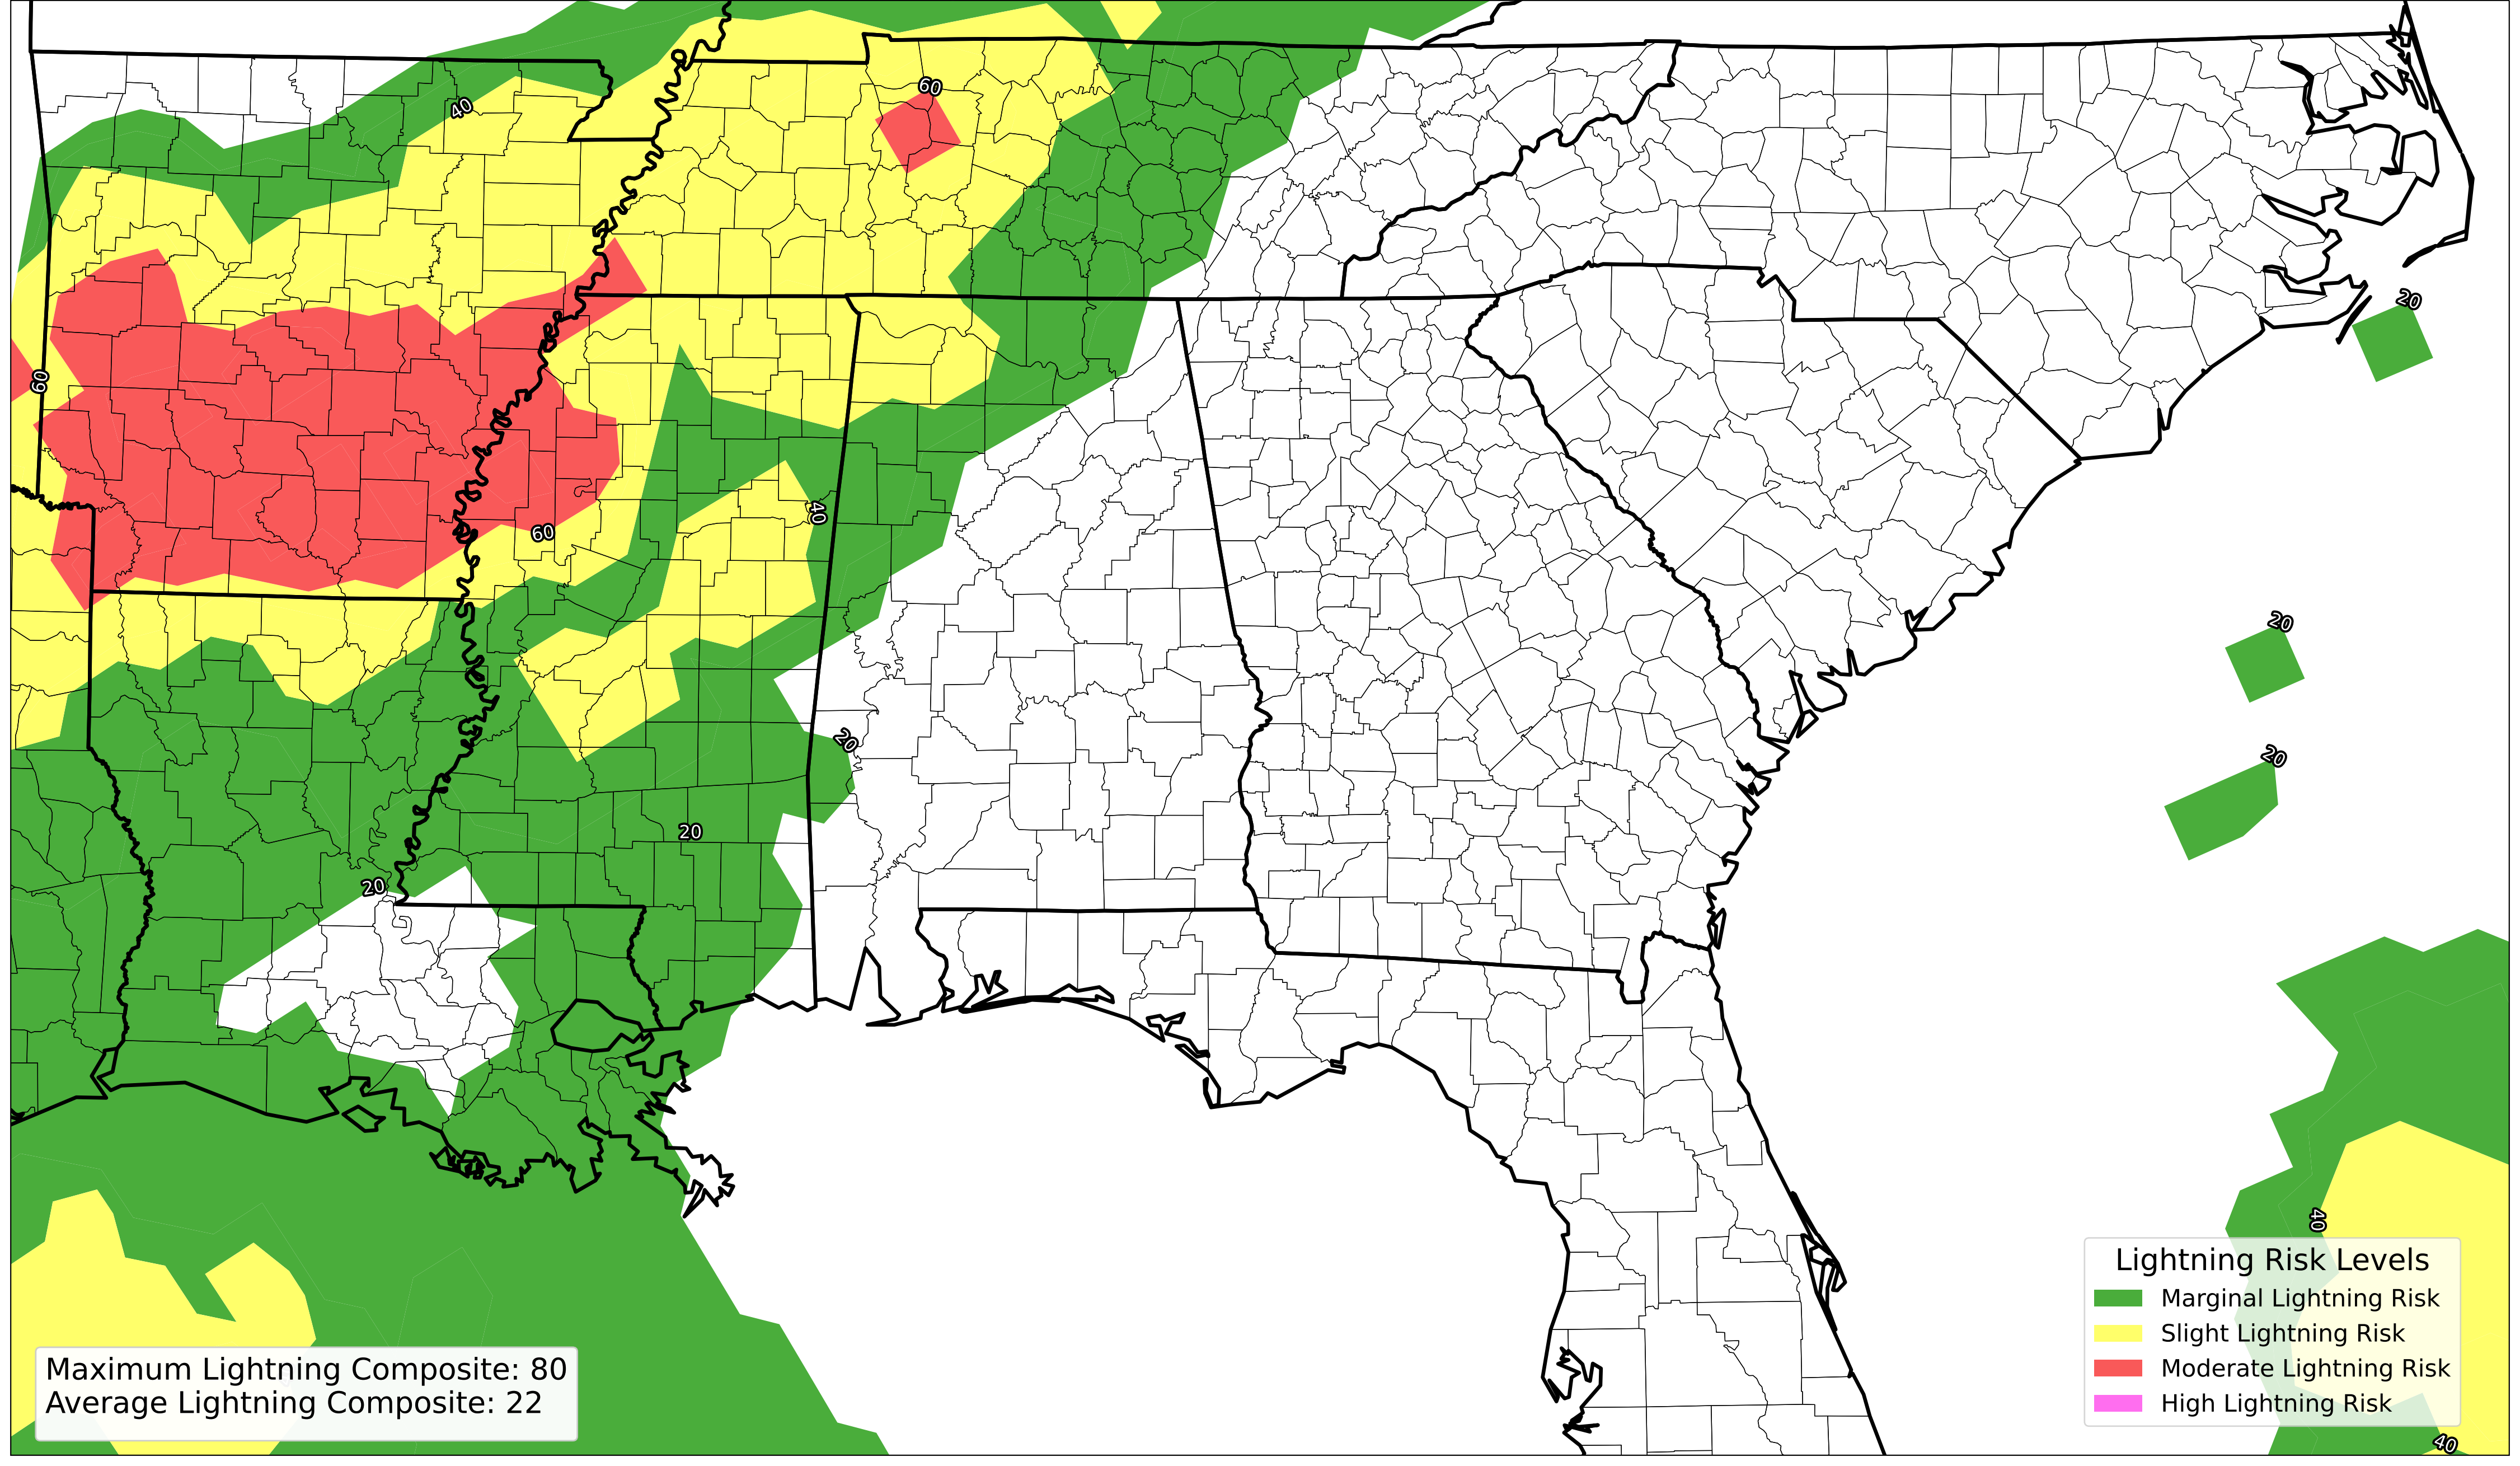 60
40
20
60
40
60
20
20
40
20
20
20
40
Lightning Risk Levels
Marginal Lightning Risk
Slight Lightning Risk
Moderate Lightning Risk
High Lightning Risk
Maximum Lightning Composite: 80
Average Lightning Composite: 22
40